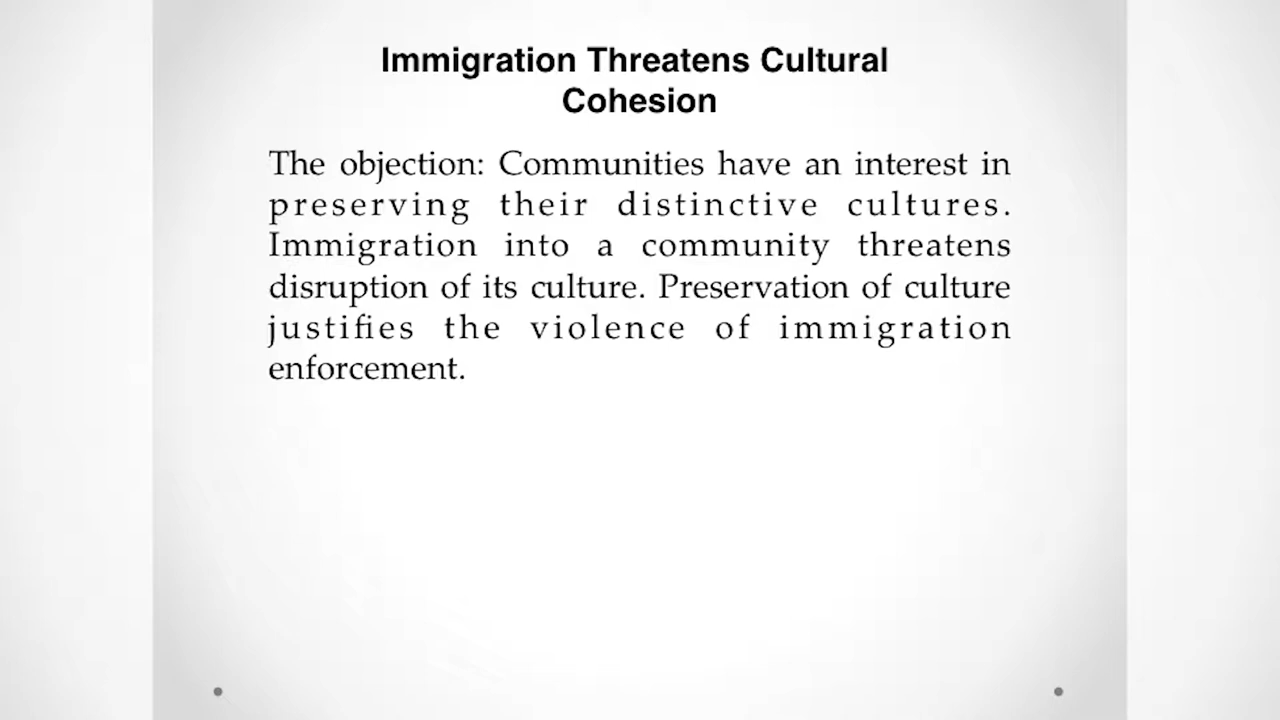 Immigration Threatens Cultural
Cohesion
The objection: Communities have an interest in
preserving their distinctive cultures.
Immigration into a community threatens
disruption of its culture. Preservation of culture
justifies the violence of immigration
enforcement.